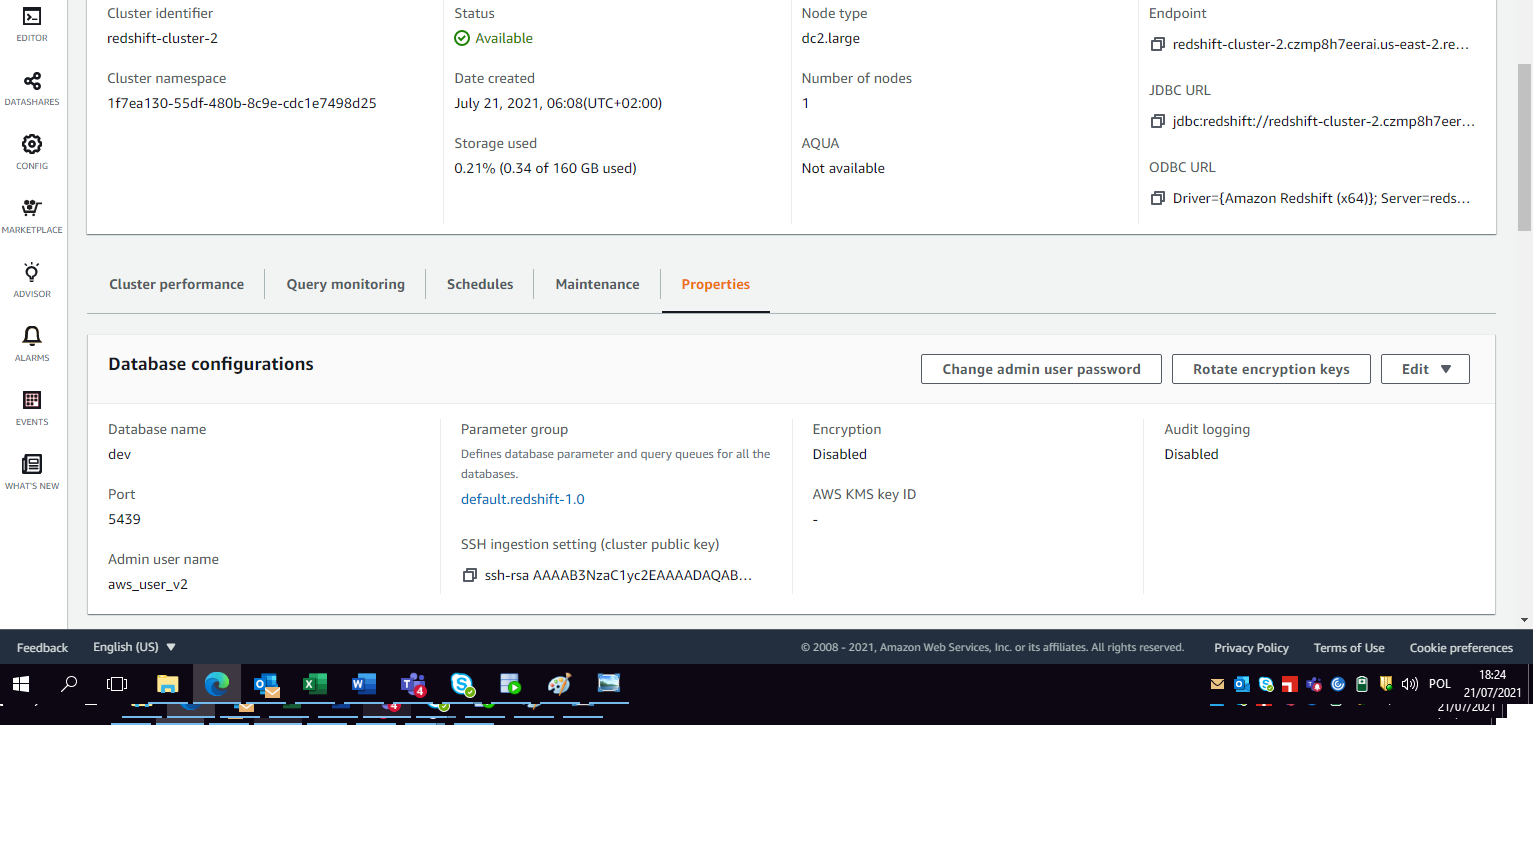 EDITOR
DATASHARES
CONFIG
MARKETPLACE
ADVISOR
ALARMS
EVENTS
WHAT'S NEW
Cluster identifier
redshift-cluster-2
Cluster namespace
1f7ea130-55df-480b-8c9e-cdc1e7498d25
Status
Available
Date created
July 21, 2021, 06:08(UTC+02:00)
Storage used
0.21% (0.34 of 160 GB used)
Node type
dc2.large
Number of nodes
1
AQUA
Not available
Endpoint
redshift-cluster-2.czmp8h7eerai.us-east-2.re...
JDBC URL
jdbc:redshift://redshift-cluster-2.czmp8h7eer...
ODBC URL
Driver={Amazon Redshift (x64)}; Server=reds...
Cluster performance
Query monitoring
Schedules
Maintenance
Properties
Database configurations
Change admin user password
Rotate encryption keys
Edit
Database name
dev
Port
5439
Admin user name
aws_user_v2
Parameter group
Defines database parameter and query queues for all the
databases.
default.redshift-1.0
SSH ingestion setting (cluster public key)
ssh-rsa AAAAB3NzaC1yc2EAAAADAQAB...
Encryption
Disabled
AWS KMS key ID
-
Audit logging
Disabled
Feedback
English (US)
© 2008 - 2021, Amazon Web Services, Inc. or its affiliates. All rights reserved.
Privacy Policy
Terms of Use
Cookie preferences
4
POL
18:24
21/07/2021
21/07/2021